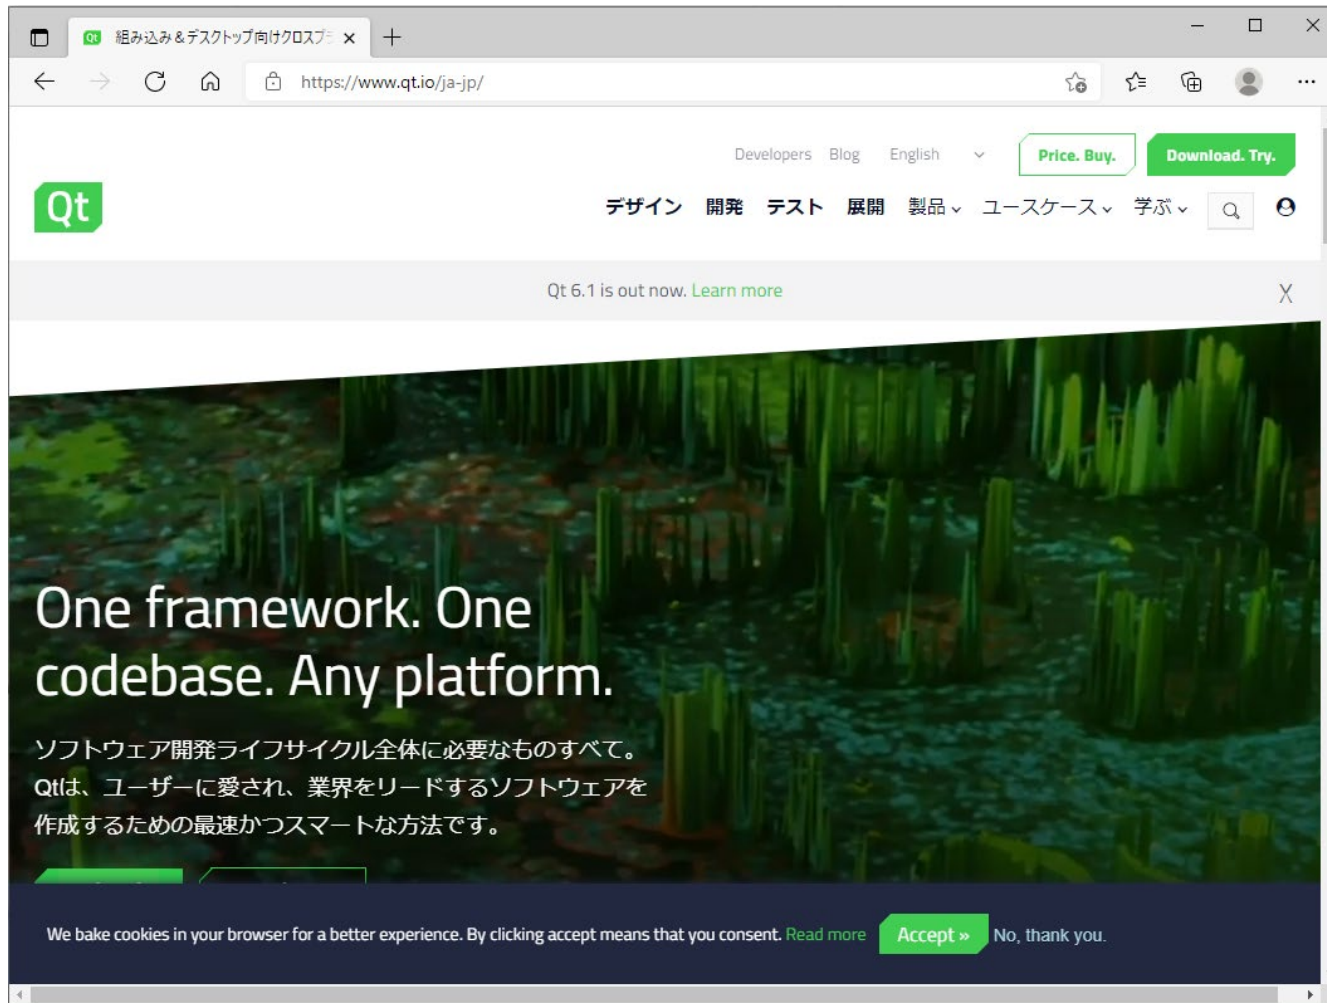 Qt 組み込み＆デスクトップ向けクロスプラ
https://www.qt.io/ja-jp/
Developers Blog English Price. Buy. Download. Try.
Qt
デザイン 開発 テスト 展開 製品 ユースケース 学ぶ
Qt 6.1 is out now. Learn more X
One framework. One
codebase. Any platform.
ソフトウェア開発ライフサイクル全体に必要なものすべて。
Qtは、ユーザーに愛され、業界をリードするソフトウェアを
作成するための最速かつスマートな方法です。
We bake cookies in your browser for a better experience. By clicking accept means that you consent. Read more Accept » No, thank you.